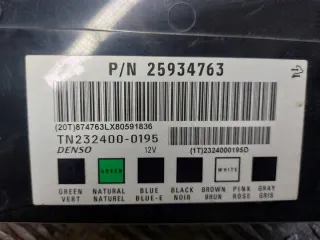 P/N 25934763
(20T)874763LX80591836
TN232400-0195
DENSO 12V (1T)2324000195D
GREEN WHITE
GREEN NATURAL BLUE BLACK BROWN PINK GRAY
VERT NATUREL BLUE-E NOIR BRUN ROSE GRIS